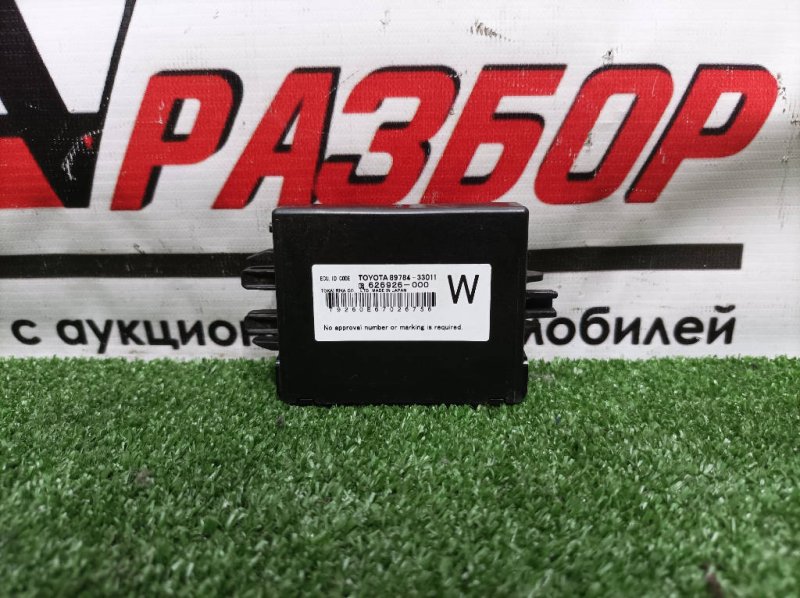 РАЗБОР
с аукцион мобилей
ECU, ID CODE TOYOTA 89784-33011
626926-000
TOKAI RIKA CO., LTD. MADE IN JAPAN
19260E67026756
W
No approval number or marking is required.